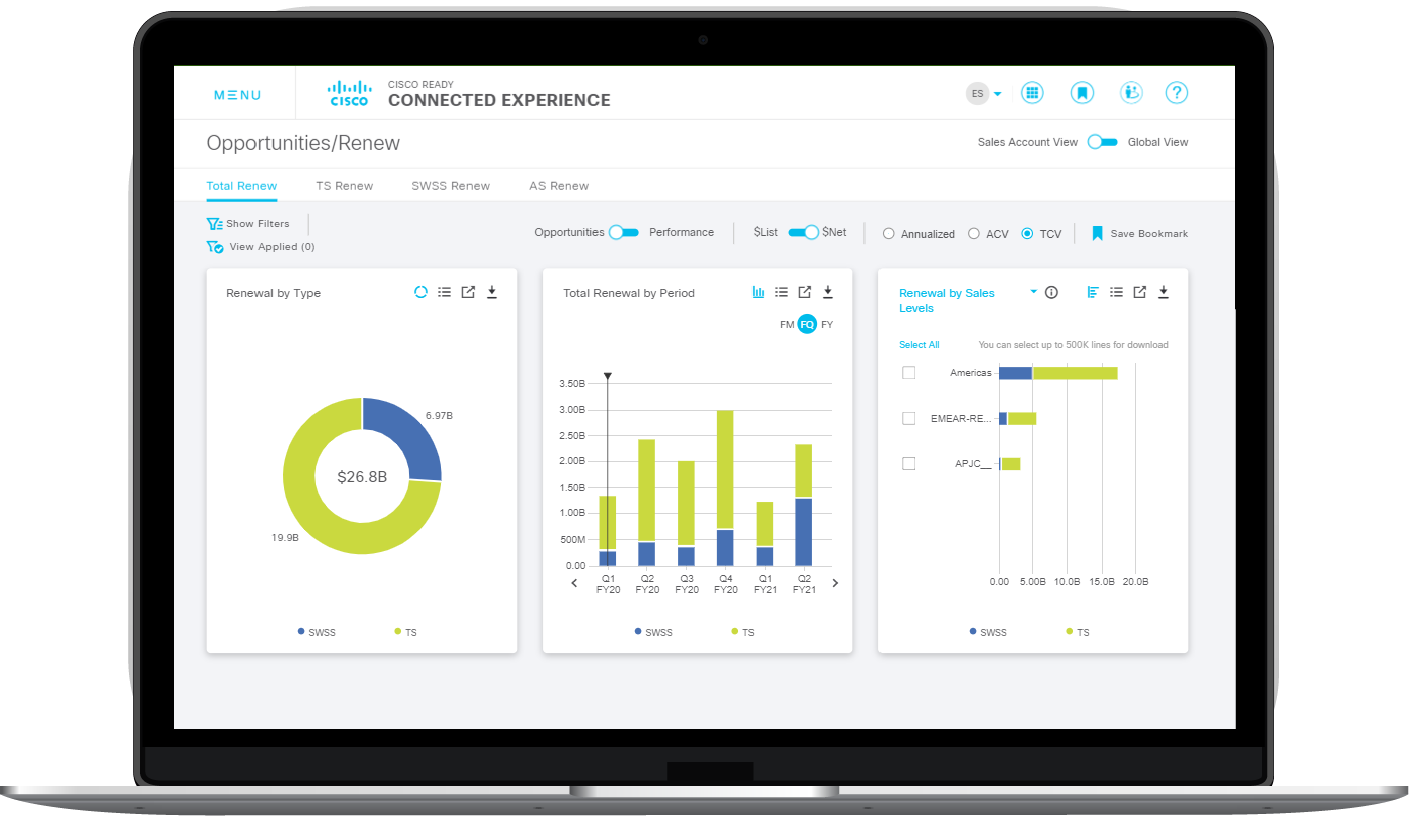 MENU
CISCO
CISCO READY
CONNECTED EXPERIENCE
ES
?
Opportunities/Renew
Sales Account View
Global View
Total Renew
TS Renew
SWSS Renew
AS Renew
Show Filters
View Applied (0)
Opportunities
Performance
$List
$Net
Annualized
ACV
TCV
Save Bookmark
Renewal by Type
6.97B
$26.8B
19.9B
SWSS
TS
Total Renewal by Period
FM
FQ
FY
3.50B
3.00B
2.50B
2.00B
1.50B
1.00B
500M
0.00
Q1
FY20
Q2
FY20
Q3
FY20
Q4
FY20
Q1
FY21
Q2
FY21
SWSS
TS
Renewal by Sales
Levels
Select All
You can select up to 500K lines for download
Americas
EMEAR-RE...
APJC__
0.00
5.00B
10.0B
15.0B
20.0B
SWSS
TS